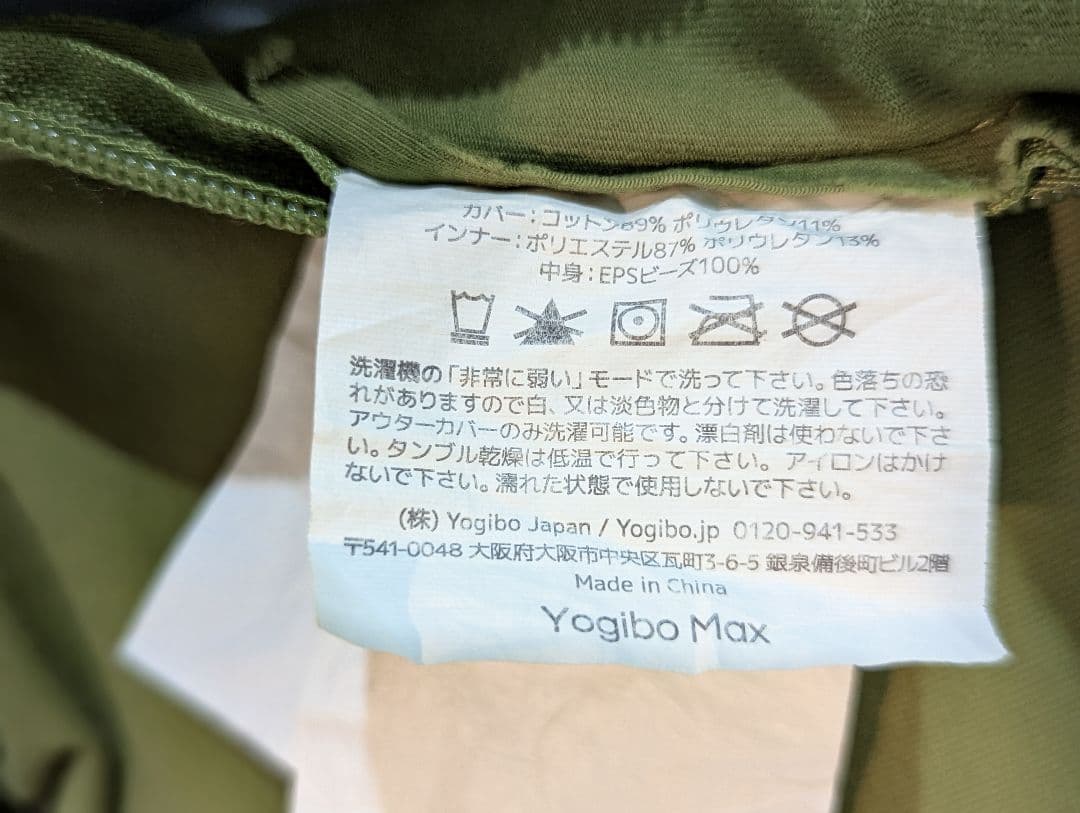 カバー：コットン89% ポリウレタン11%
インナー：ポリエステル87% ポリウレタン13%
中身：EPSビーズ100%
洗濯機の「非常に弱い」モードで洗って下さい。色落ちの恐
れがありますので白、又は淡色物と分けて洗濯して下さい。
アウターカバーのみ洗濯可能です。漂白剤は使わないで下さ
い。タンブル乾燥は低温で行って下さい。アイロンはかけ
ないで下さい。濡れた状態で使用しないで下さい。
(株) Yogibo Japan / Yogibo.jp 0120-941-533
〒541-0048 大阪府大阪市中央区瓦町3-6-5 銀泉備後町ビル2階
Made in China
Yogibo Max